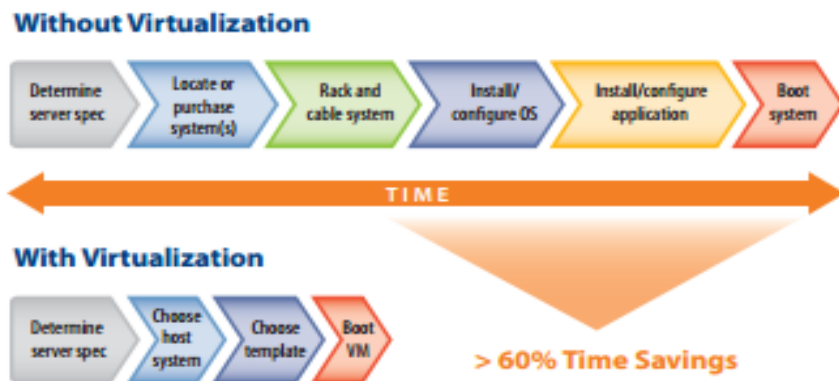 Without Virtualization
Determine
server spec
Locate or
purchase
system(s)
Rack and
cable system
Install/
configure OS
Install/configure
application
Boot
system
TIME
With Virtualization
Determine
server spec
Choose
host
system
Choose
template
Boot
VM
> 60% Time Savings